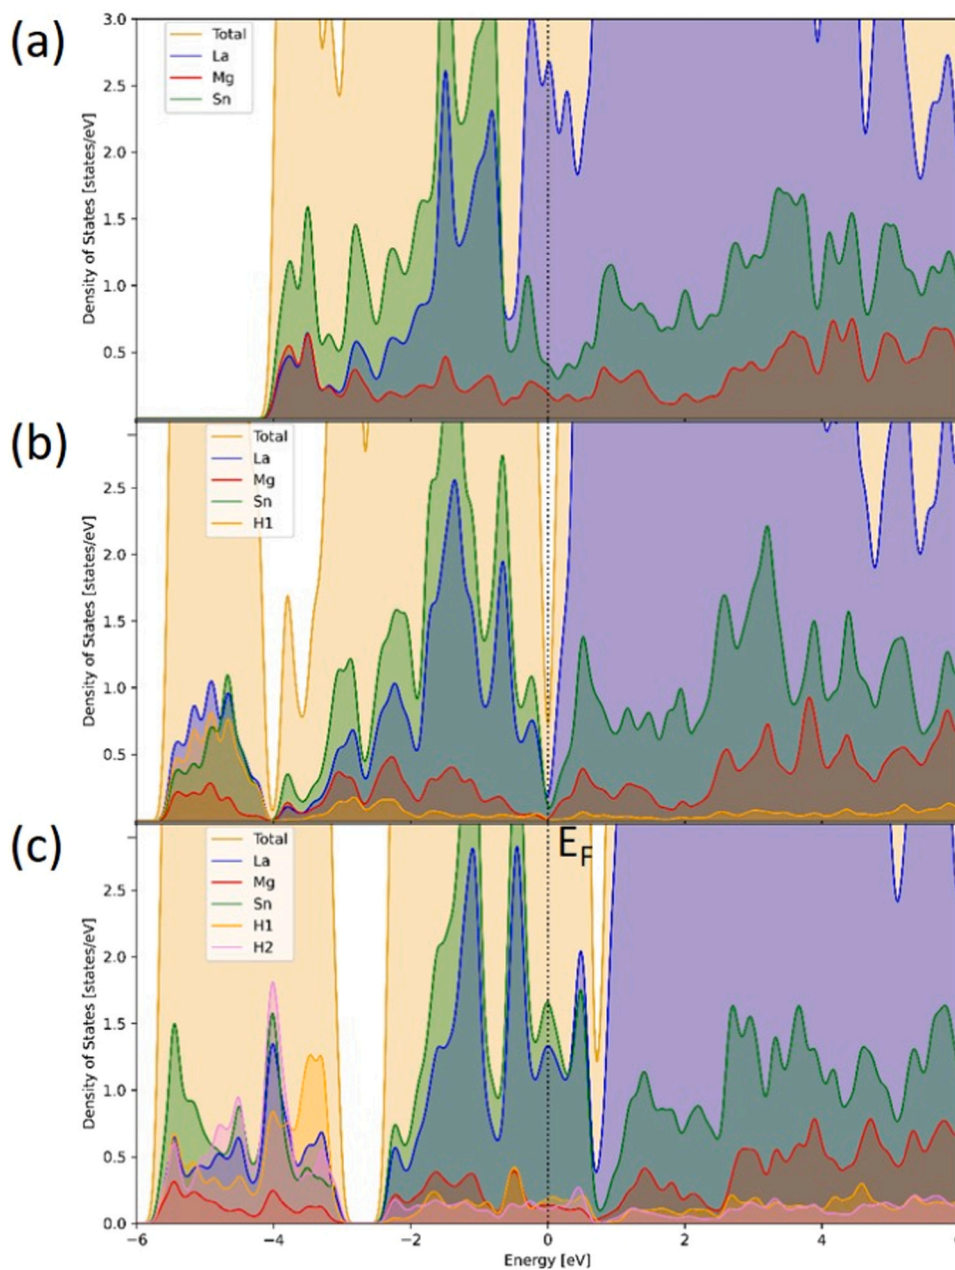 (a)
3.0
2.5
2.0
1.5
1.0
0.5
Density of States [states/eV]
Total
La
Mg
Sn
(b)
2.5
2.0
1.5
1.0
0.5
Density of States [states/eV]
Total
La
Mg
Sn
H1
(c)
2.5
2.0
1.5
1.0
0.5
0.0
Density of States [states/eV]
Total
La
Mg
Sn
H1
H2
EF
−6 −4 −2 0 2 4 6
Energy [eV]